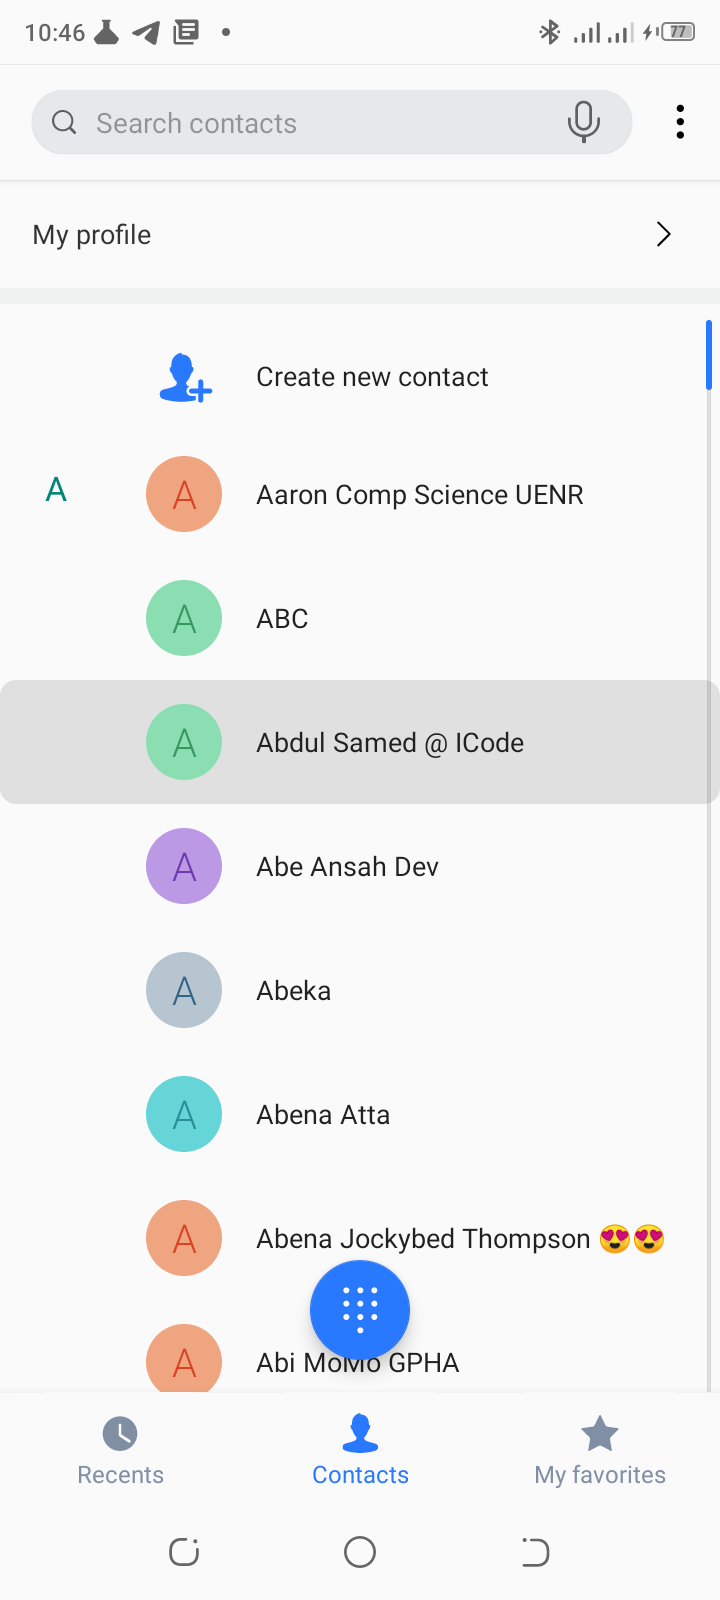 10:46
77
Search contacts
My profile
Create new contact
A
A
Aaron Comp Science UENR
A
ABC
A
Abdul Samed @ ICode
A
Abe Ansah Dev
A
Abeka
A
Abena Atta
A
Abena Jockybed Thompson 😍😍
A
Abi MoMo GPHA
Recents
Contacts
My favorites